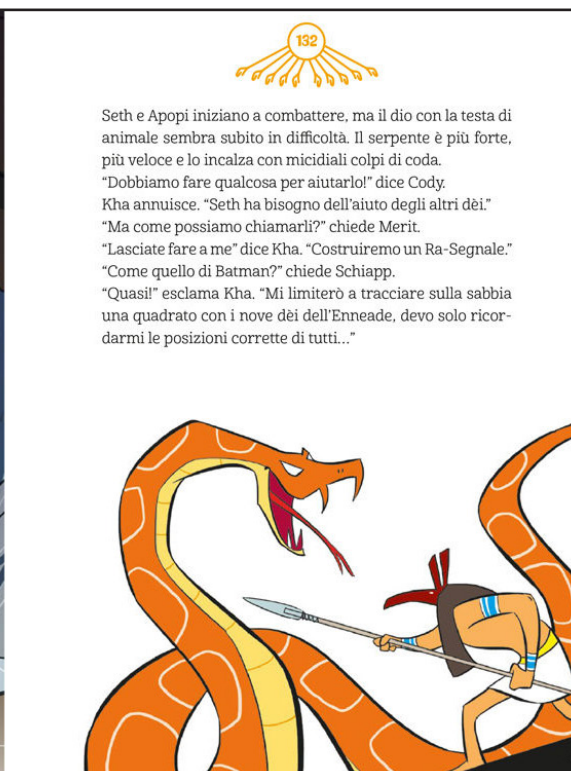 132
Seth e Apopi iniziano a combattere, ma il dio con la testa di
animale sembra subito in difficoltà. Il serpente è più forte,
più veloce e lo incalza con micidiali colpi di coda.
“Dobbiamo fare qualcosa per aiutarlo!” dice Cody.
Kha annuisce. “Seth ha bisogno dell’aiuto degli altri dèi.”
“Ma come possiamo chiamarli?” chiede Merit.
“Lasciate fare a me” dice Kha. “Costruiremo un Ra-Segnale.”
“Come quello di Batman?” chiede Schiapp.
“Quasi!” esclama Kha. “Mi limiterò a tracciare sulla sabbia
una quadrato con i nove dèi dell’Enneade, devo solo ricor-
darmi le posizioni corrette di tutti...”